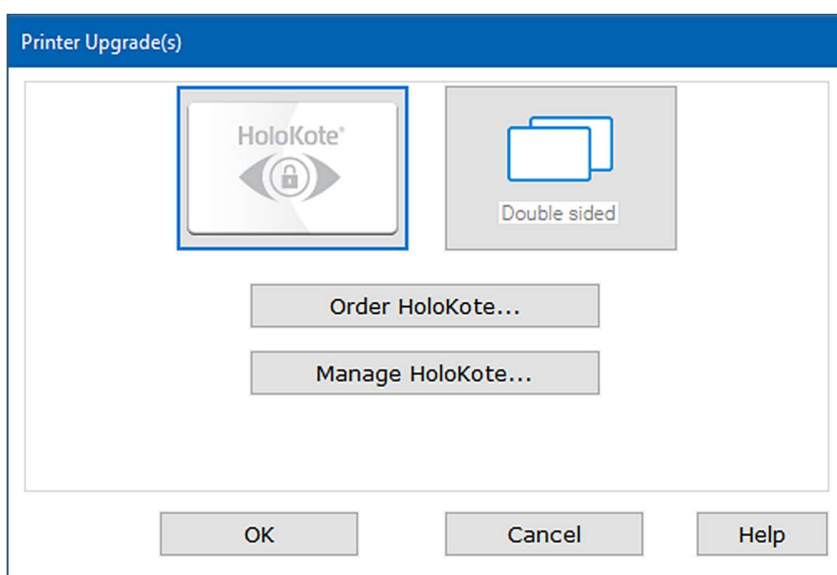 Printer Upgrade(s)
HoloKote®
Double sided
Order HoloKote...
Manage HoloKote...
OK
Cancel
Help